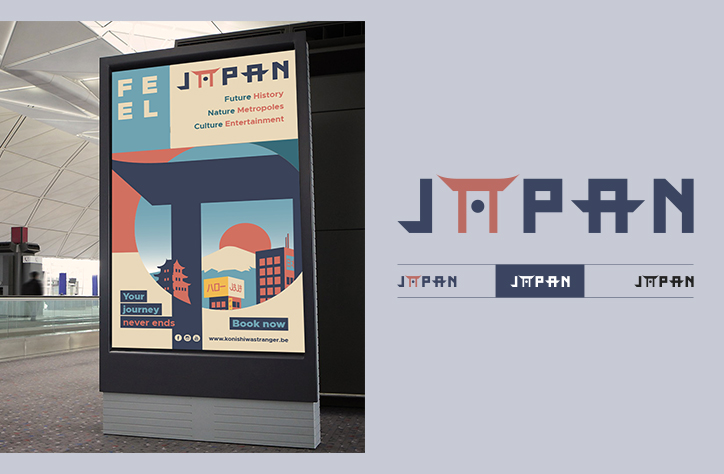 FE
EL
JAPAN
Future History
Nature Metropoles
Culture Entertainment
ハロー
Your
journey
never ends
Book now
www.konishiwastranger.be
JAPAN
JAPAN
JAPAN
JAPAN